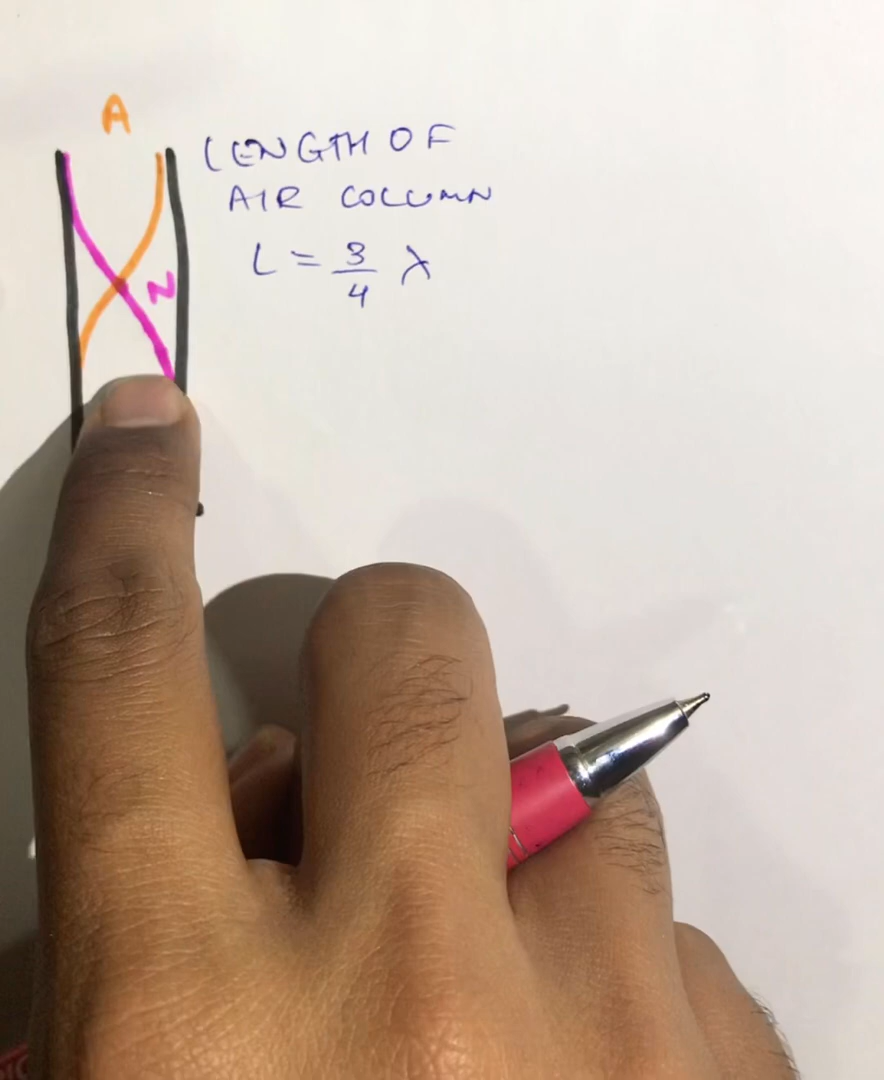 A
LENGTH OF
AIR COLUMN
L = 3/4 λ
N